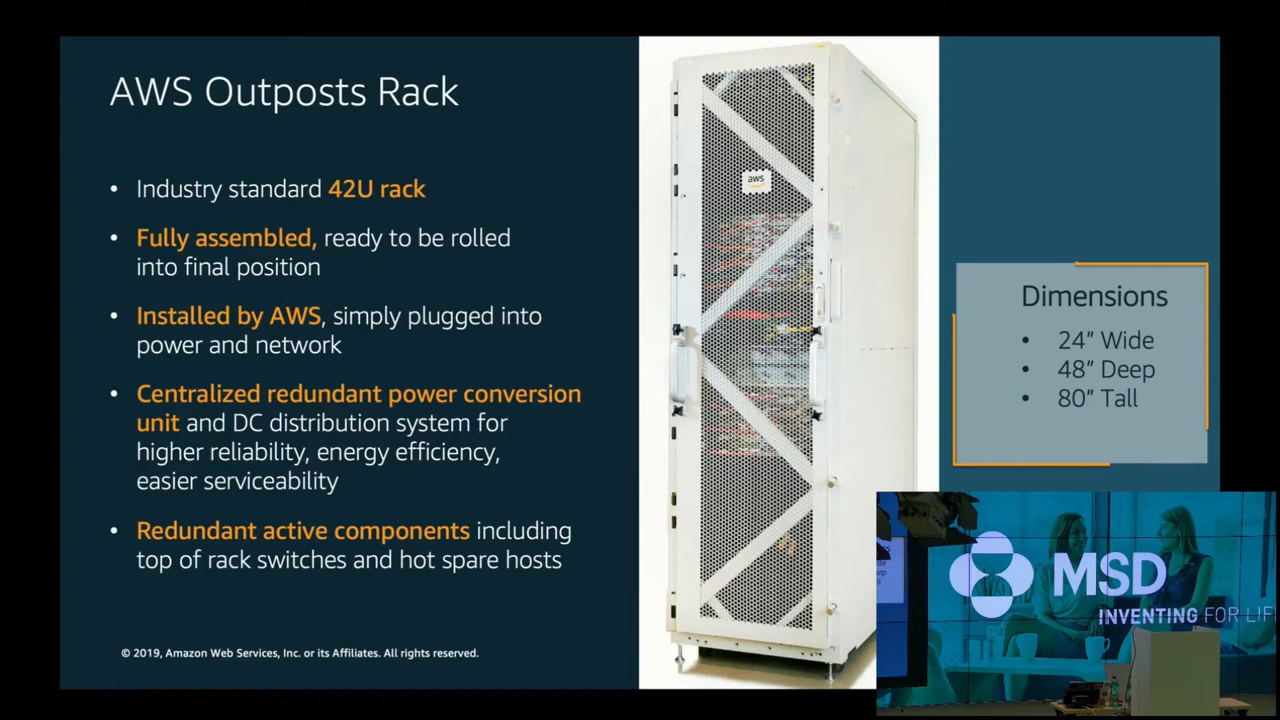 AWS Outposts Rack
• Industry standard 42U rack
• Fully assembled, ready to be rolled
into final position
• Installed by AWS, simply plugged into
power and network
• Centralized redundant power conversion
unit and DC distribution system for
higher reliability, energy efficiency,
easier serviceability
• Redundant active components including
top of rack switches and hot spare hosts
© 2019, Amazon Web Services, Inc. or its Affiliates. All rights reserved.
aws
Dimensions
• 24” Wide
• 48” Deep
• 80” Tall
MSD
INVENTING FOR LIF